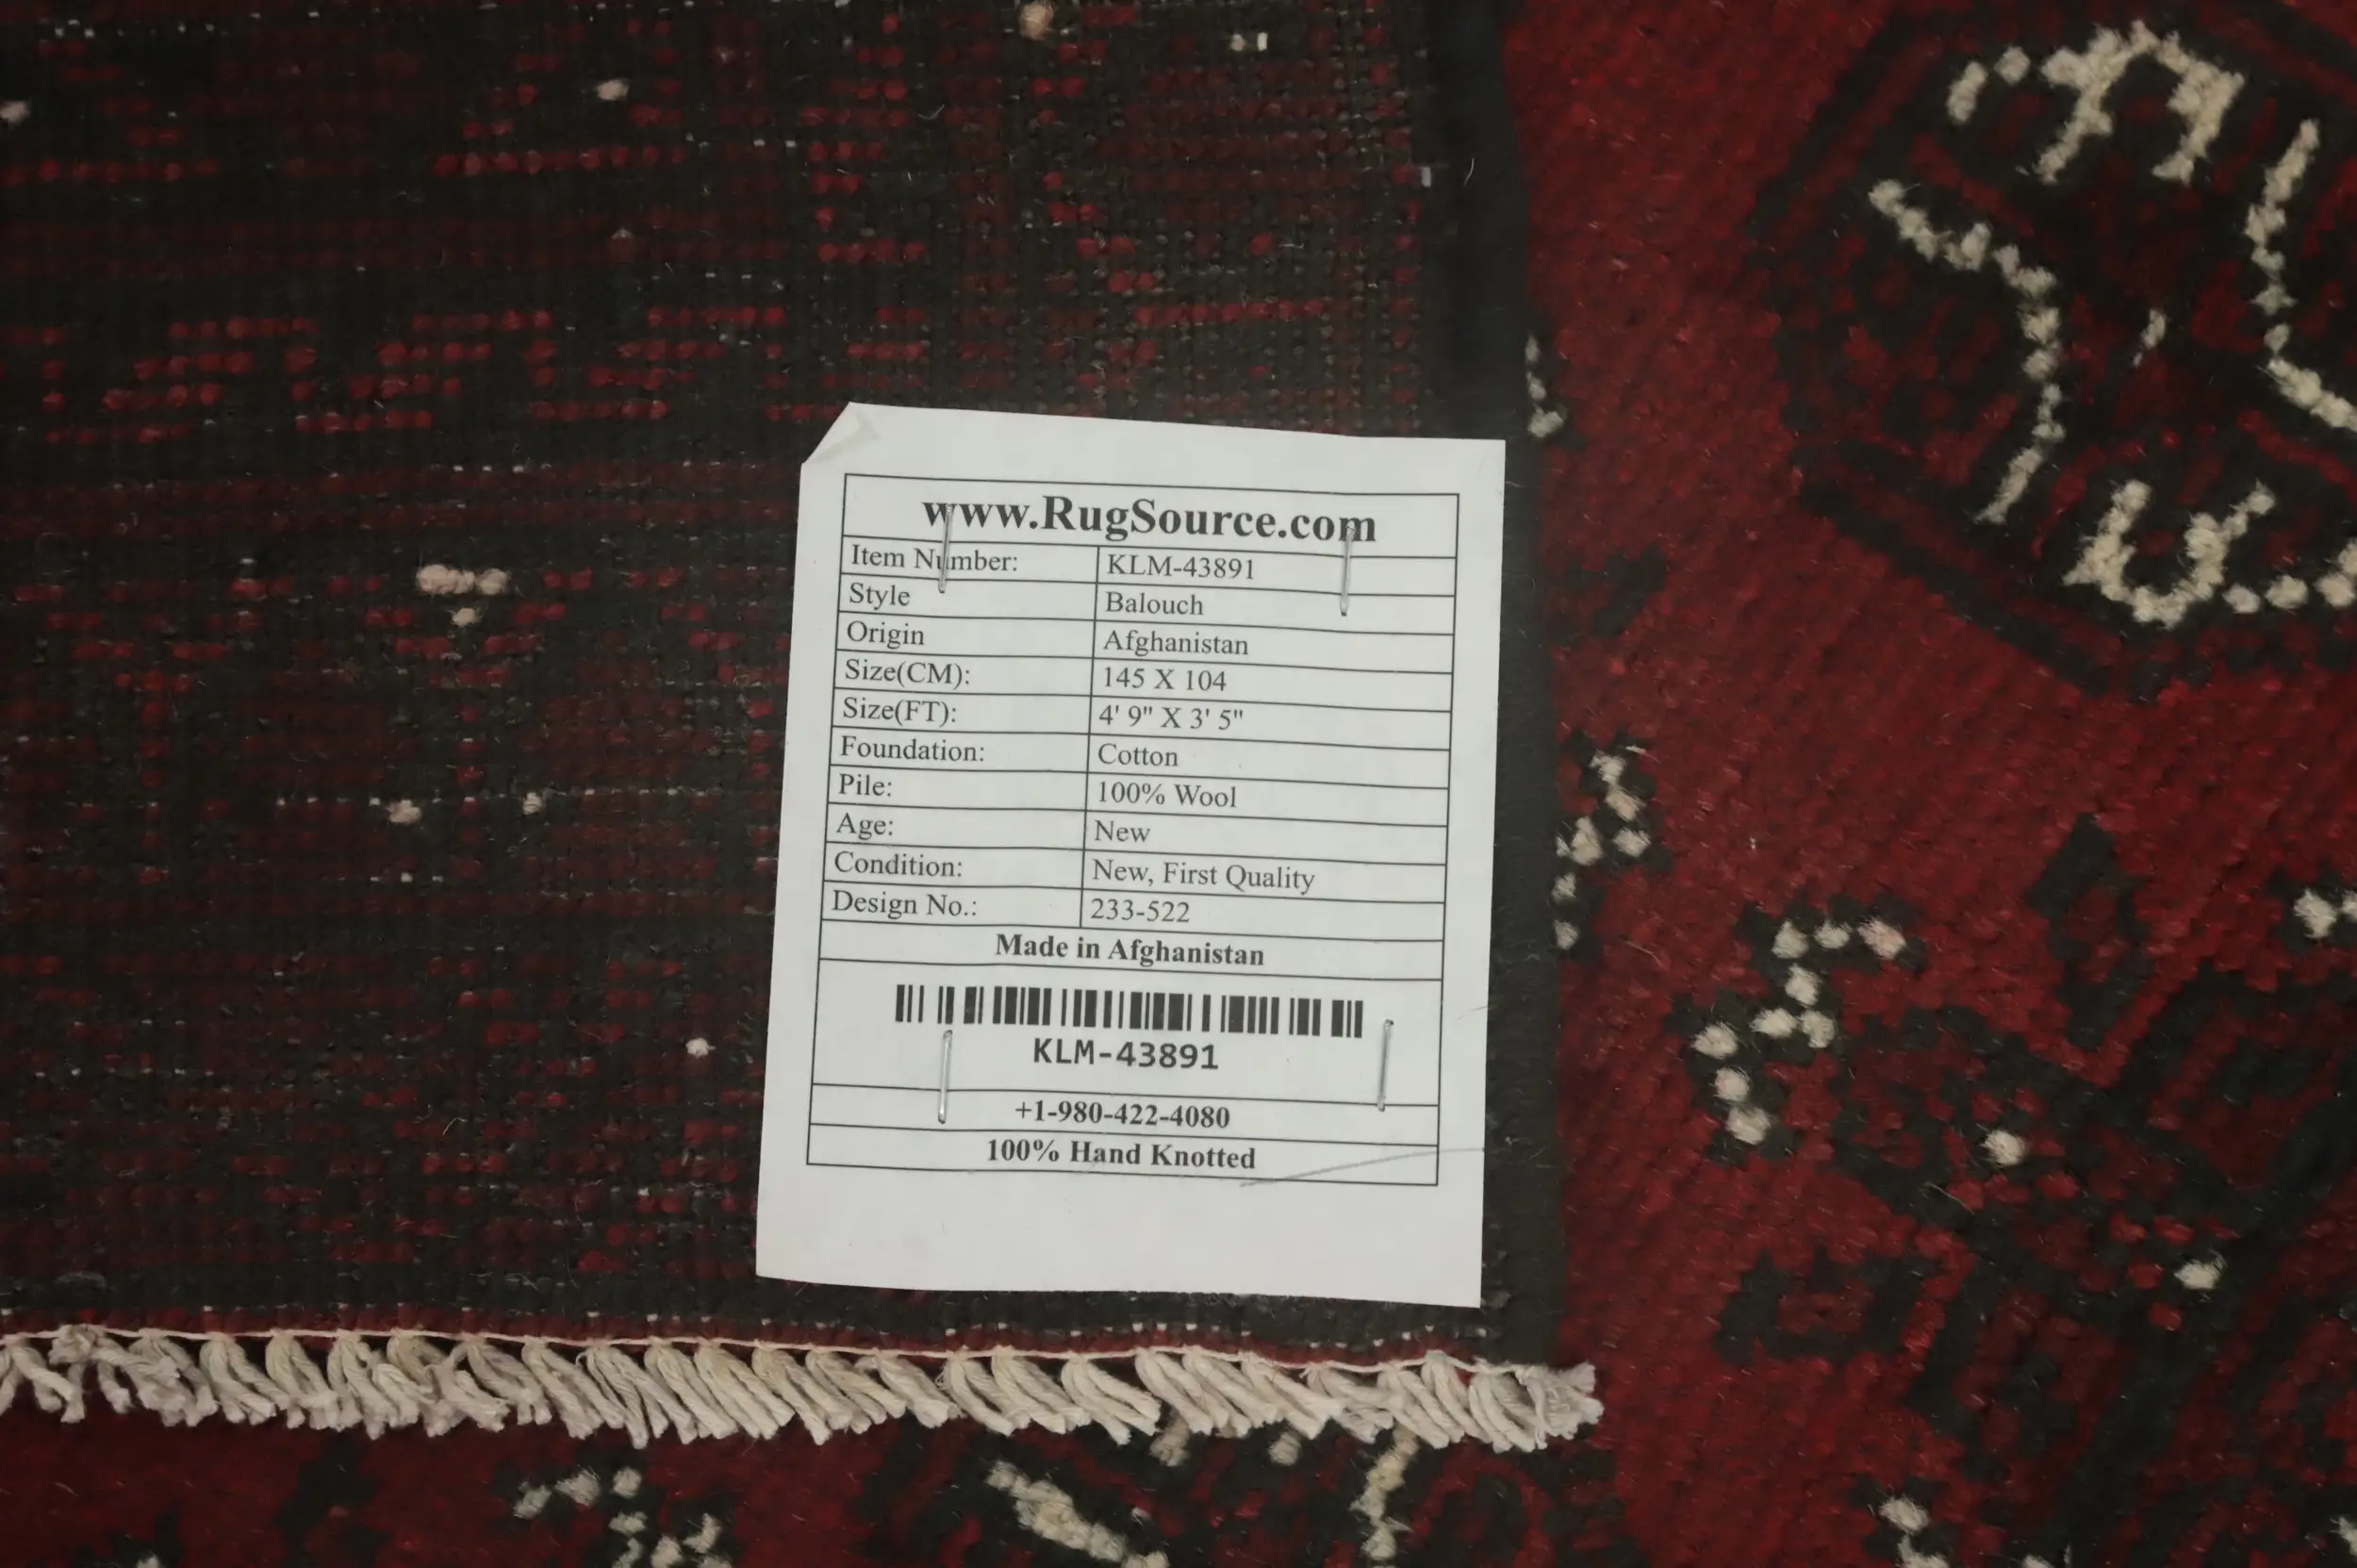 www.RugSource.com
Item Number: KLM-43891
Style Balouch
Origin Afghanistan
Size(CM): 145 X 104
Size(FT): 4' 9" X 3' 5"
Foundation: Cotton
Pile: 100% Wool
Age: New
Condition: New, First Quality
Design No.: 233-522
Made in Afghanistan
KLM-43891
+1-980-422-4080
100% Hand Knotted